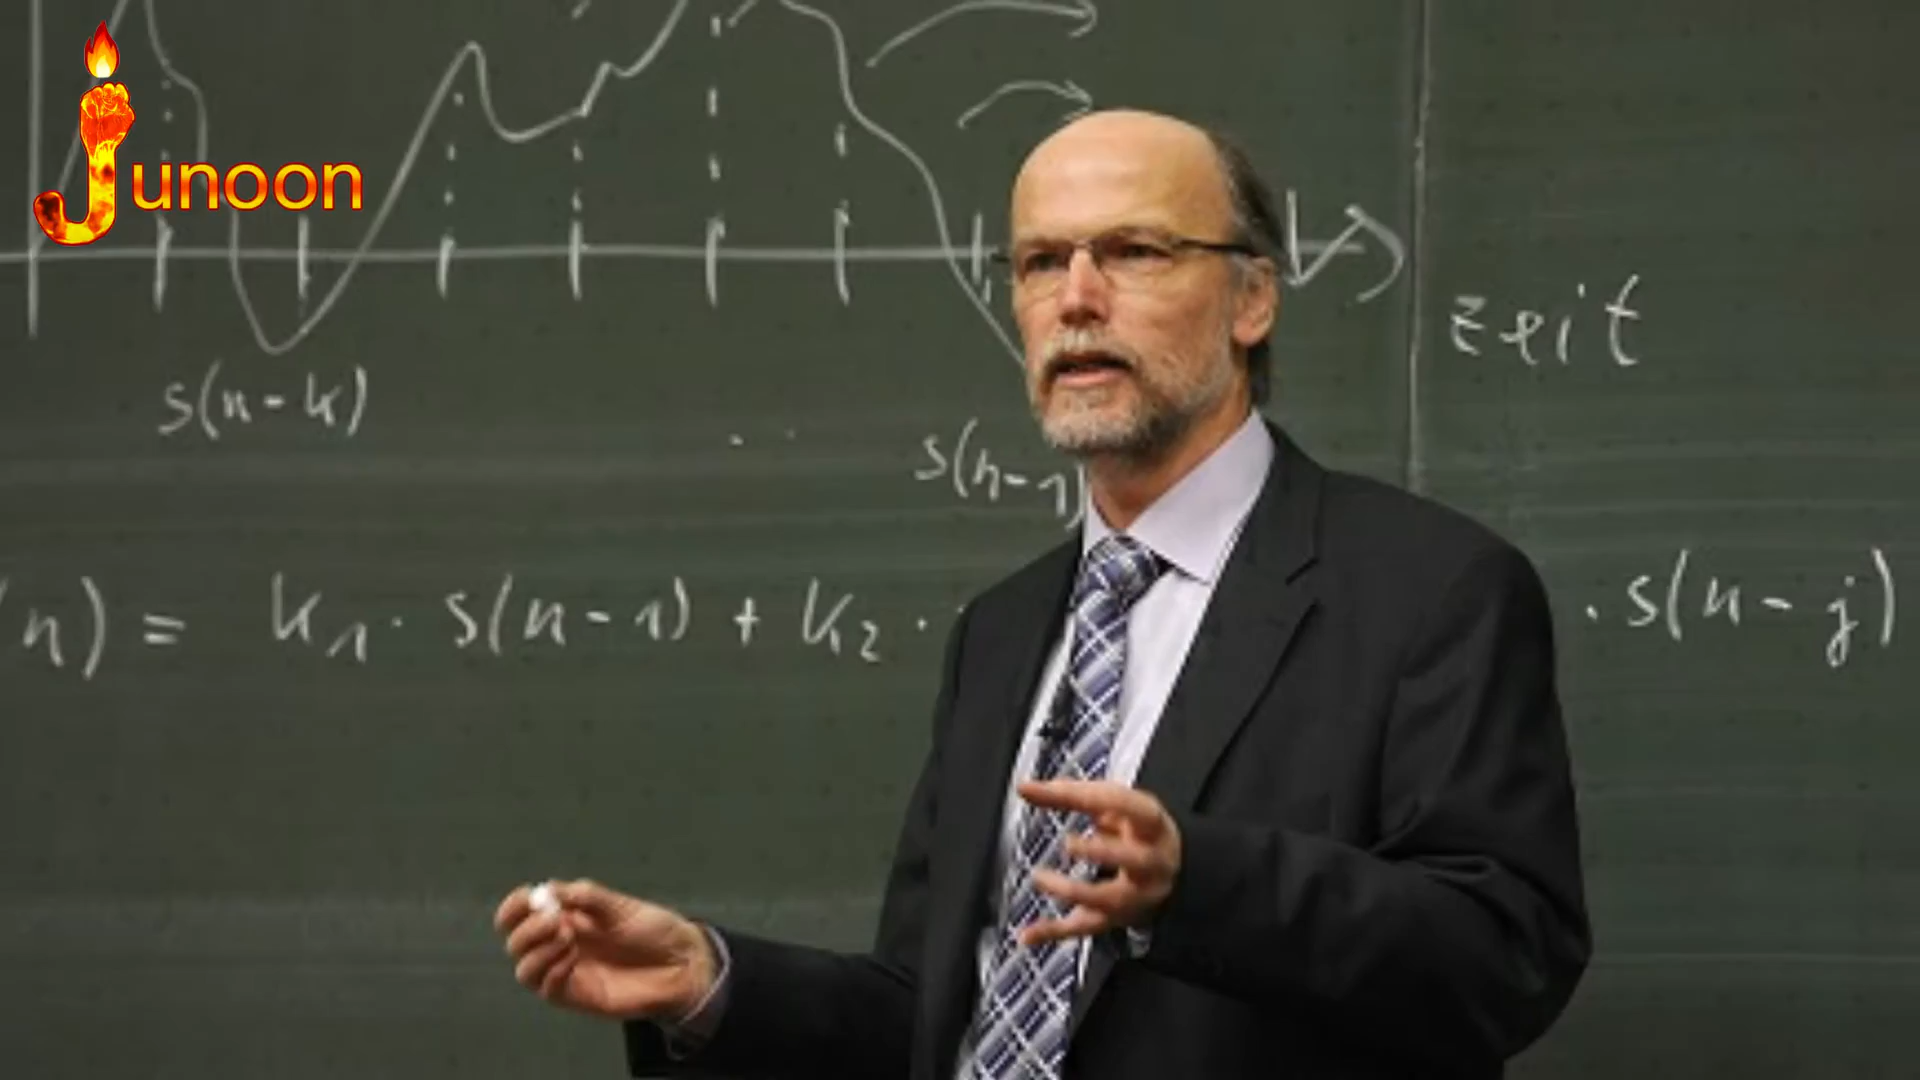 Junoon
Zeit
s(n-k)
s(n-1)
(n) = k1 · s(n-1) + k2 · · s(n-j)